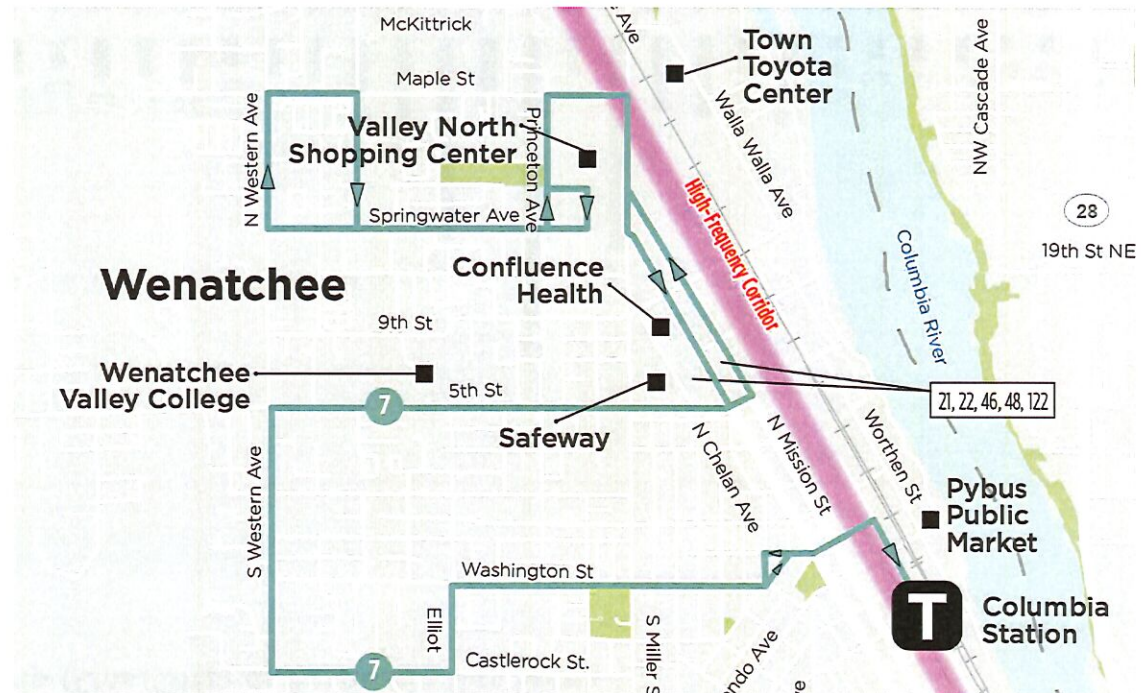 McKittrick
Ave
Town
Toyota
Center
NW Cascade Ave
Maple St
N Western Ave
Princeton Ave
Valley North
Shopping Center
Walla Walla Ave
Springwater Ave
28
19th St NE
High-Frequency Corridor
Columbia River
Wenatchee
Confluence
Health
9th St
Wenatchee
Valley College
5th St
7
21, 22, 46, 48, 122
Safeway
N Chelan Ave
N Mission St
Worthen St
S Western Ave
Pybus
Public
Market
Washington St
T
Columbia
Station
Elliot
S Miller S
ndo Ave
7
Castlerock St.